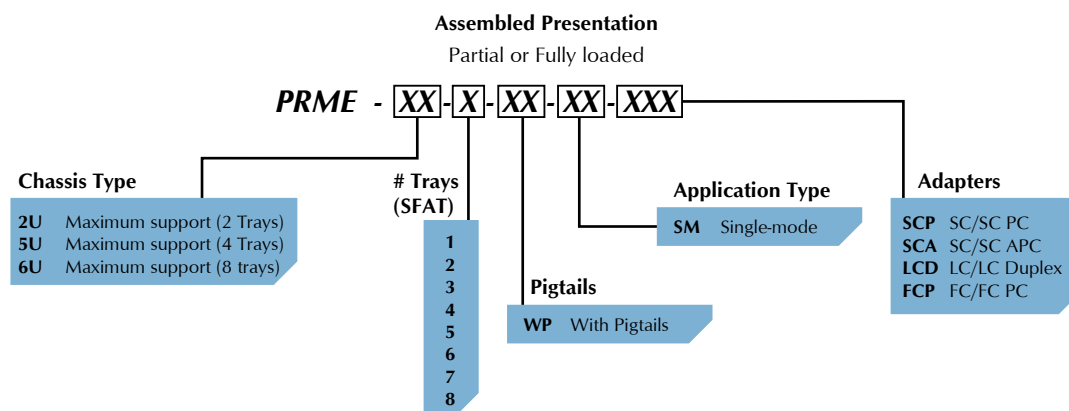 Assembled Presentation
Partial or Fully loaded
PRME - XX - X - XX - XX - XXX
Chassis Type
2U Maximum support (2 Trays)
5U Maximum support (4 Trays)
6U Maximum support (8 trays)
# Trays
(SFAT)
1
2
3
4
5
6
7
8
Pigtails
WP With Pigtails
Application Type
SM Single-mode
Adapters
SCP SC/SC PC
SCA SC/SC APC
LCD LC/LC Duplex
FCP FC/FC PC